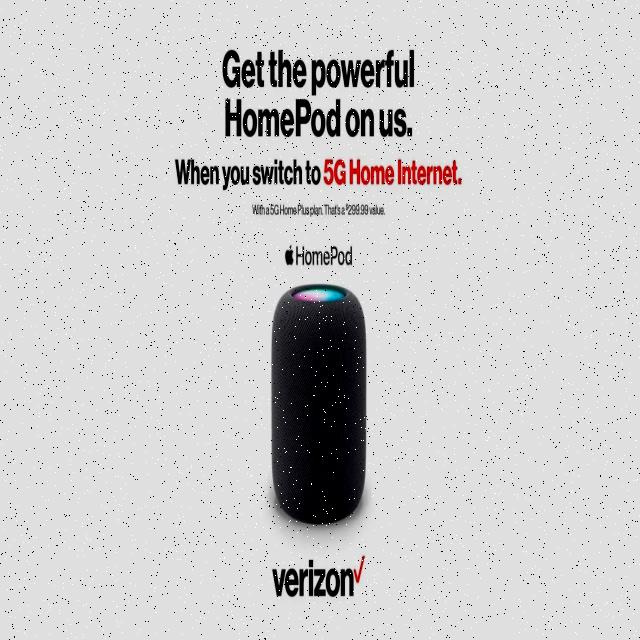 Get the powerful
HomePod on us.
When you switch to 5G Home Internet.
With a 5G Home Plus plan. That's a $299.99 value.
HomePod
verizon